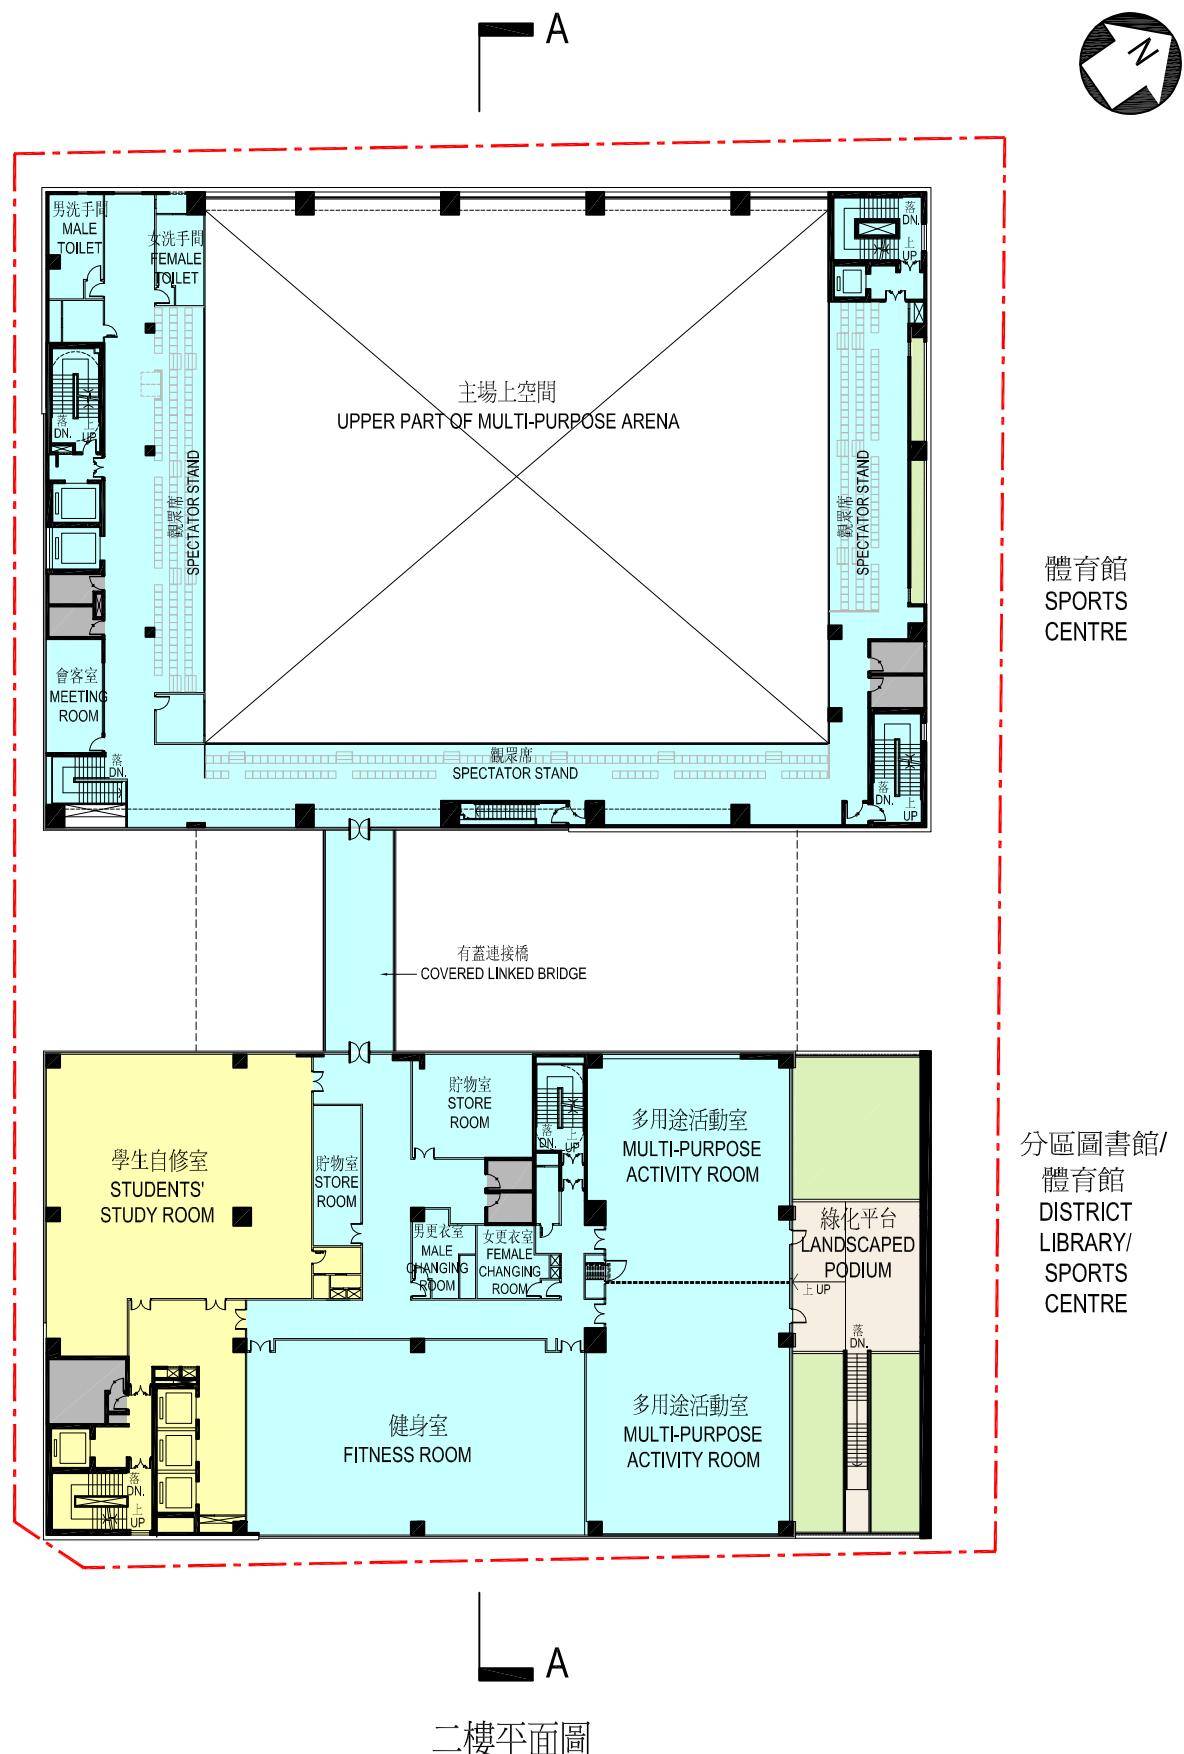 A
N
男洗手間
MALE
TOILET
女洗手間
FEMALE
TOILET
落
DN.
上
UP
主場上空間
UPPER PART OF MULTI-PURPOSE ARENA
落
DN.
上
UP
觀眾席
SPECTATOR STAND
觀眾席
SPECTATOR STAND
體育館
SPORTS
CENTRE
會客室
MEETING
ROOM
落
DN.
觀眾席
SPECTATOR STAND
落
DN.
上
UP
有蓋連接橋
COVERED LINKED BRIDGE
學生自修室
STUDENTS'
STUDY ROOM
貯物室
STORE
ROOM
貯物室
STORE
ROOM
落
DN.
上
UP
多用途活動室
MULTI-PURPOSE
ACTIVITY ROOM
男更衣室
MALE
CHANGING
ROOM
女更衣室
FEMALE
CHANGING
ROOM
綠化平台
LANDSCAPED
PODIUM
上 UP
落
DN.
分區圖書館/
體育館
DISTRICT
LIBRARY/
SPORTS
CENTRE
健身室
FITNESS ROOM
多用途活動室
MULTI-PURPOSE
ACTIVITY ROOM
落
DN.
上
UP
A
二樓平面圖